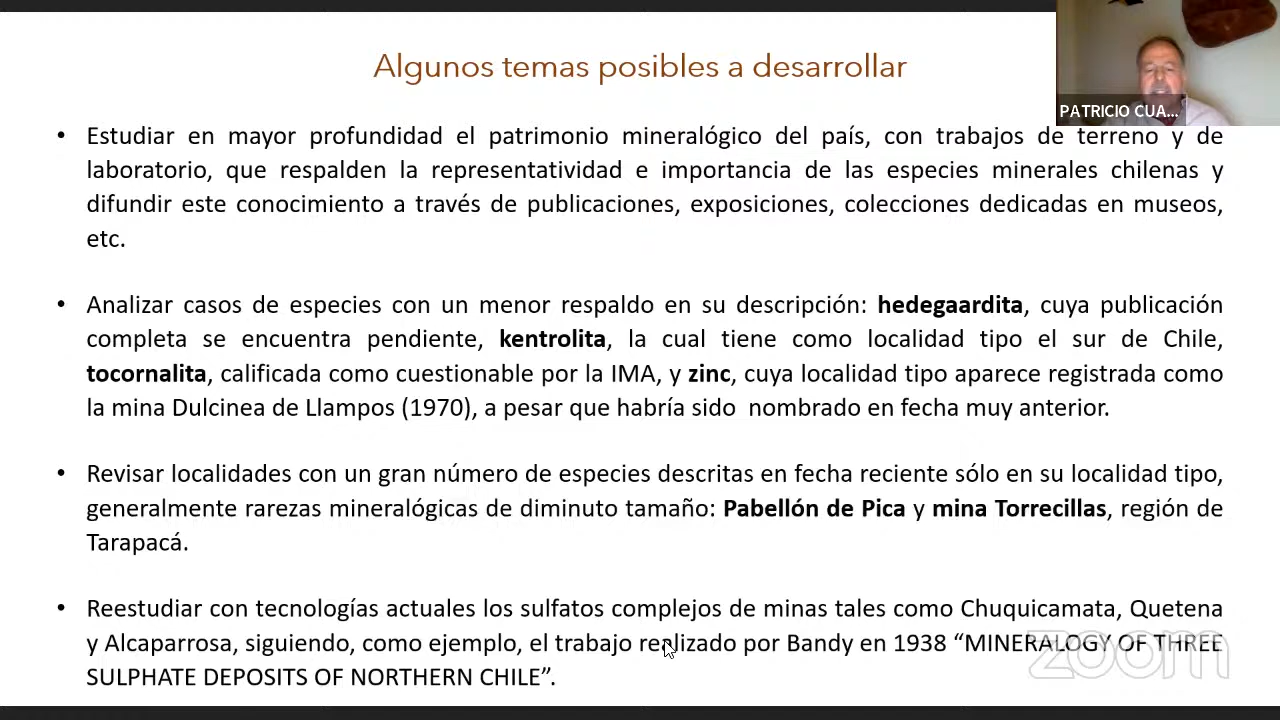 Algunos temas posibles a desarrollar
PATRICIO CUA...
• Estudiar en mayor profundidad el patrimonio mineralógico del país, con trabajos de terreno y de
laboratorio, que respalden la representatividad e importancia de las especies minerales chilenas y
difundir este conocimiento a través de publicaciones, exposiciones, colecciones dedicadas en museos,
etc.
• Analizar casos de especies con un menor respaldo en su descripción: hedegaardita, cuya publicación
completa se encuentra pendiente, kentrolita, la cual tiene como localidad tipo el sur de Chile,
tocornalita, calificada como cuestionable por la IMA, y zinc, cuya localidad tipo aparece registrada como
la mina Dulcinea de Llampos (1970), a pesar que habría sido nombrado en fecha muy anterior.
• Revisar localidades con un gran número de especies descritas en fecha reciente sólo en su localidad tipo,
generalmente rarezas mineralógicas de diminuto tamaño: Pabellón de Pica y mina Torrecillas, región de
Tarapacá.
• Reestudiar con tecnologías actuales los sulfatos complejos de minas tales como Chuquicamata, Quetena
y Alcaparrosa, siguiendo, como ejemplo, el trabajo realizado por Bandy en 1938 “MINERALOGY OF THREE
SULPHATE DEPOSITS OF NORTHERN CHILE”.
zoom